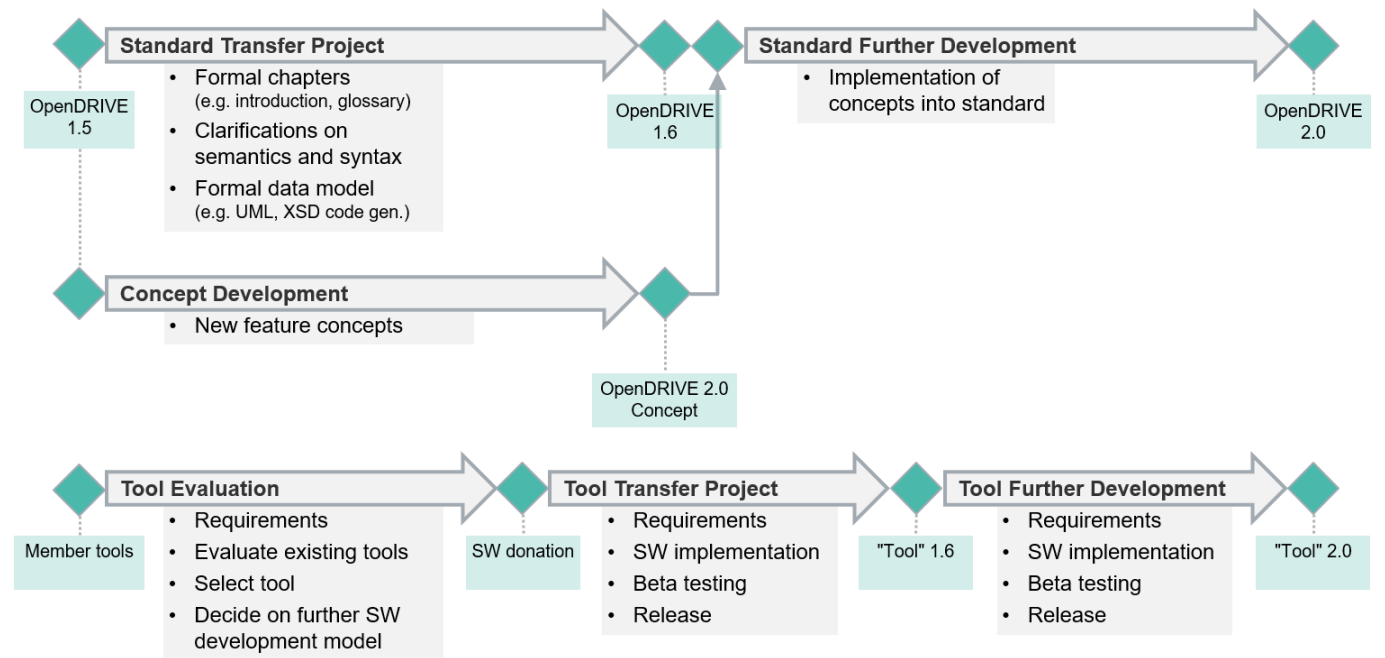 Standard Transfer Project
• Formal chapters
(e.g. introduction, glossary)
• Clarifications on
semantics and syntax
• Formal data model
(e.g. UML, XSD code gen.)
OpenDRIVE
1.5
OpenDRIVE
1.6
Standard Further Development
• Implementation of
concepts into standard
OpenDRIVE
2.0
Concept Development
• New feature concepts
OpenDRIVE 2.0
Concept
Tool Evaluation
• Requirements
• Evaluate existing tools
• Select tool
• Decide on further SW
development model
Member tools
SW donation
Tool Transfer Project
• Requirements
• SW implementation
• Beta testing
• Release
"Tool" 1.6
Tool Further Development
• Requirements
• SW implementation
• Beta testing
• Release
"Tool" 2.0